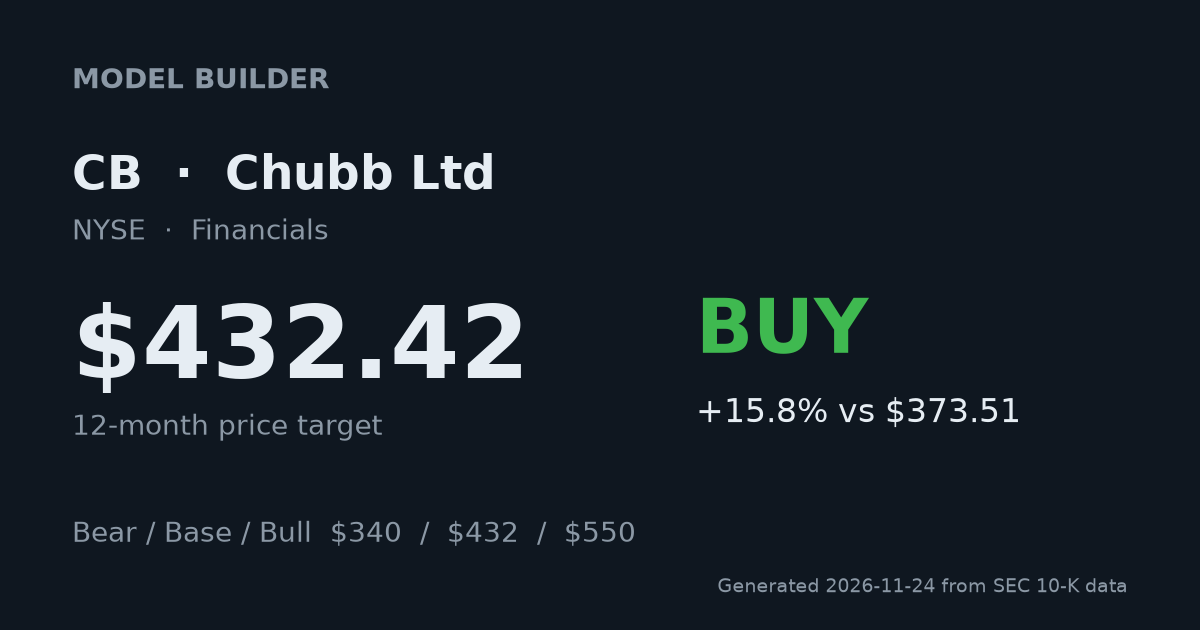 MODEL BUILDER
CB · Chubb Ltd
NYSE · Financials
$432.42
12-month price target
BUY
+15.8% vs $373.51
Bear / Base / Bull $340 / $432 / $550
Generated 2026-11-24 from SEC 10-K data